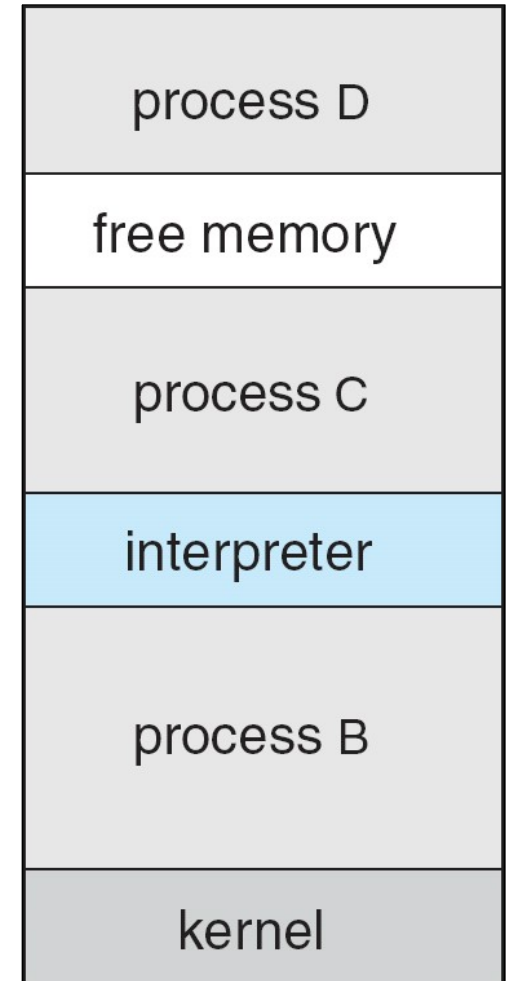 process D
free memory
process C
interpreter
process B
kernel